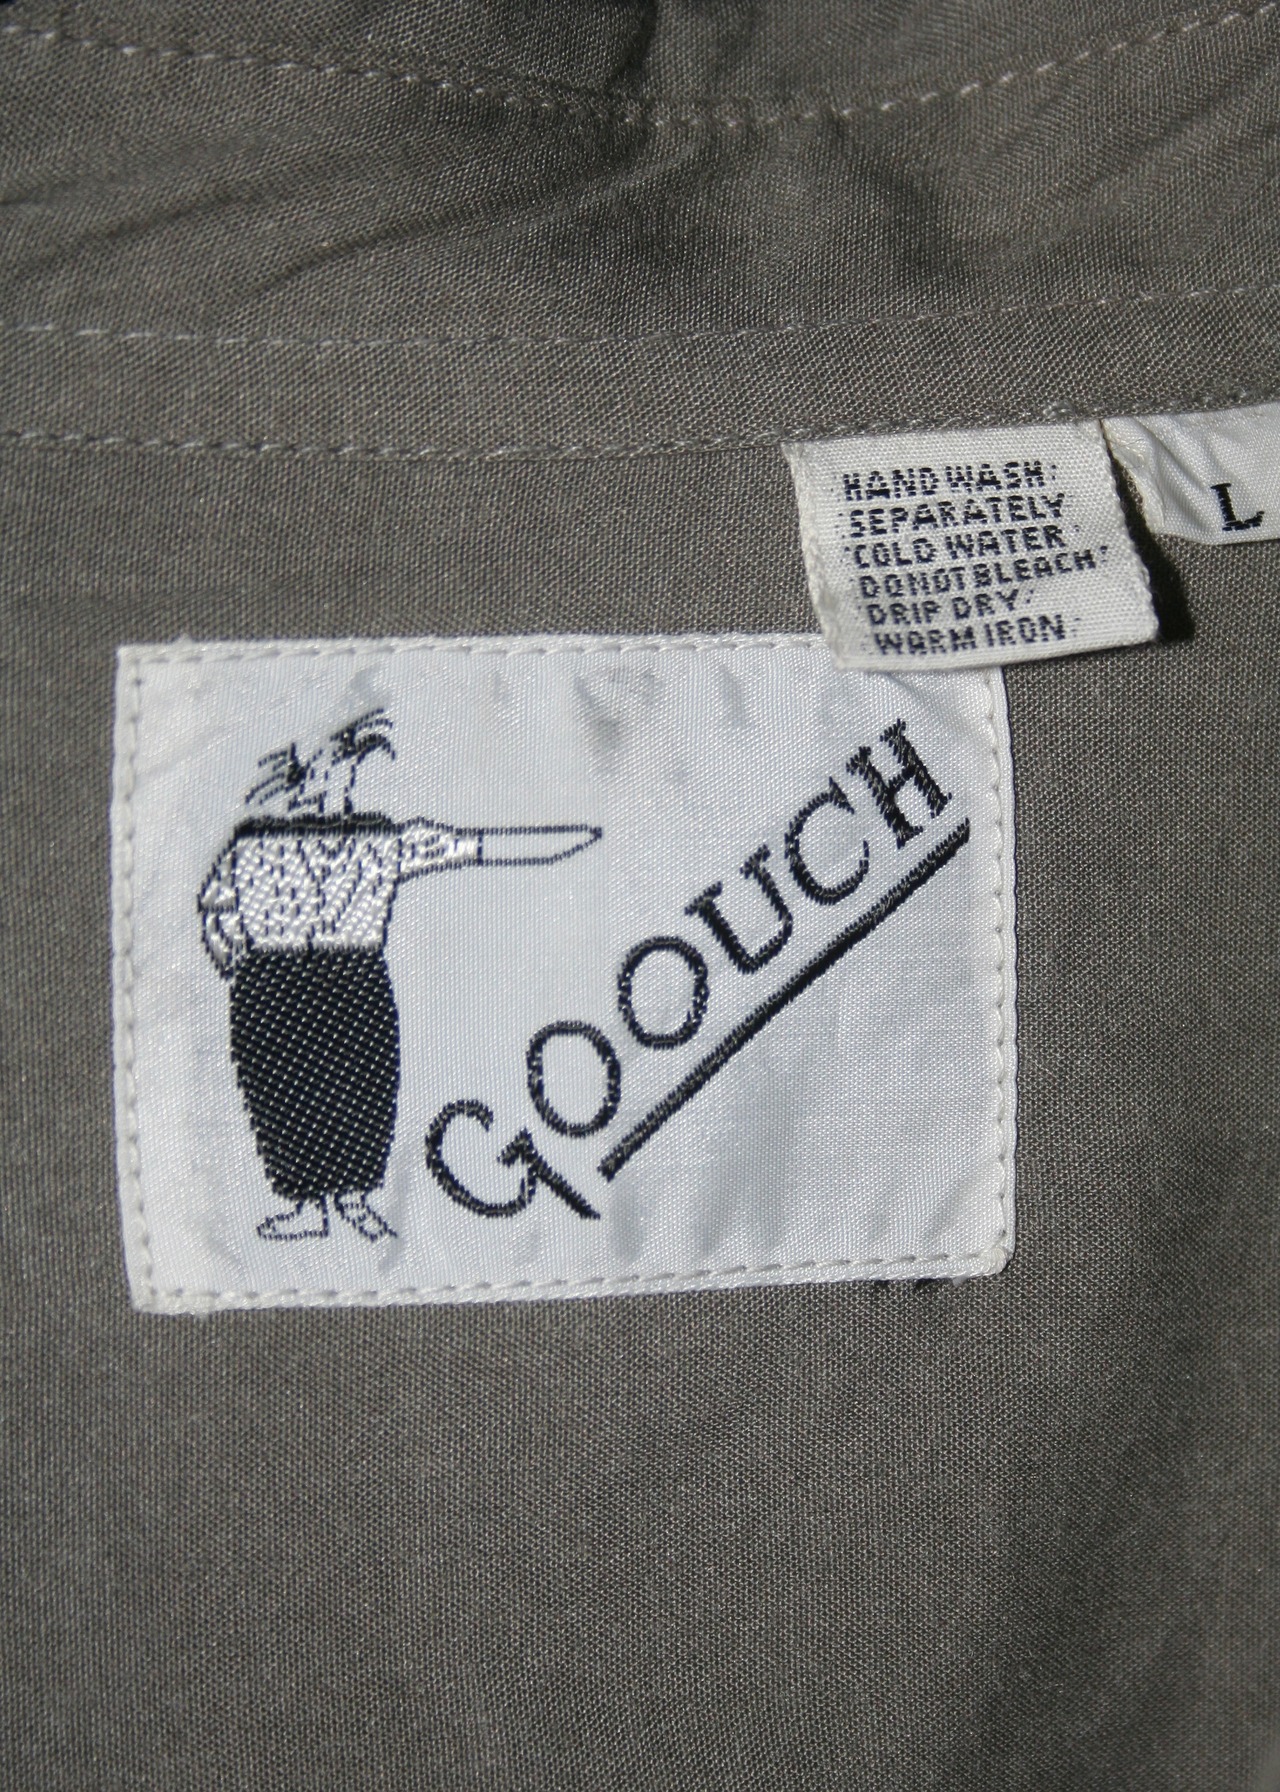 HAND WASH
SEPARATELY
COLD WATER
DO NOT BLEACH
DRIP DRY
WARM IRON
L
GOOUCH